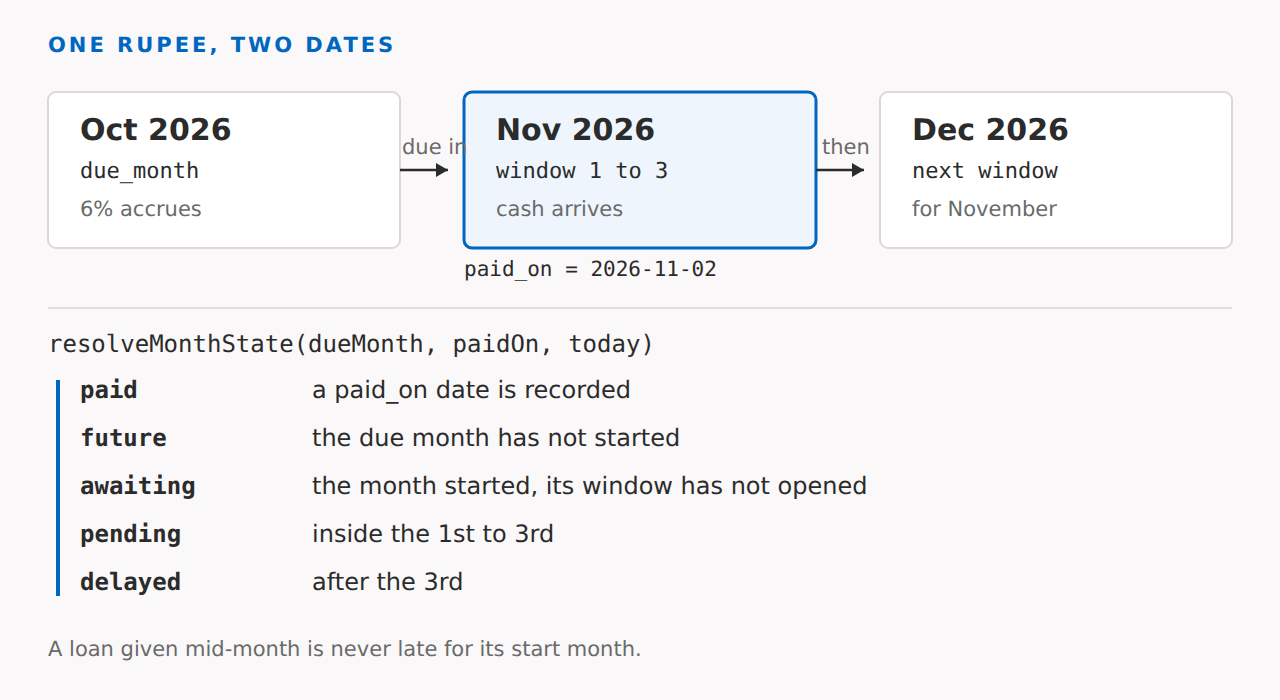 ONE RUPEE, TWO DATES
Oct 2026
due_month
6% accrues
due in
Nov 2026
window 1 to 3
cash arrives
paid_on = 2026-11-02
then
Dec 2026
next window
for November
resolveMonthState(dueMonth, paidOn, today)
paid a paid_on date is recorded
future the due month has not started
awaiting the month started, its window has not opened
pending inside the 1st to 3rd
delayed after the 3rd
A loan given mid-month is never late for its start month.